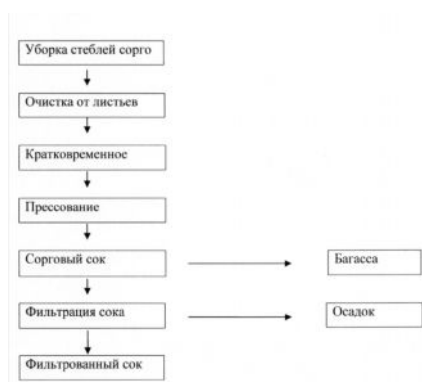 Уборка стеблей сорго
Очистка от листьев
Кратковременное
Прессование
Сорговый сок
Багасса
Фильтрация сока
Осадок
Фильтрованный сок